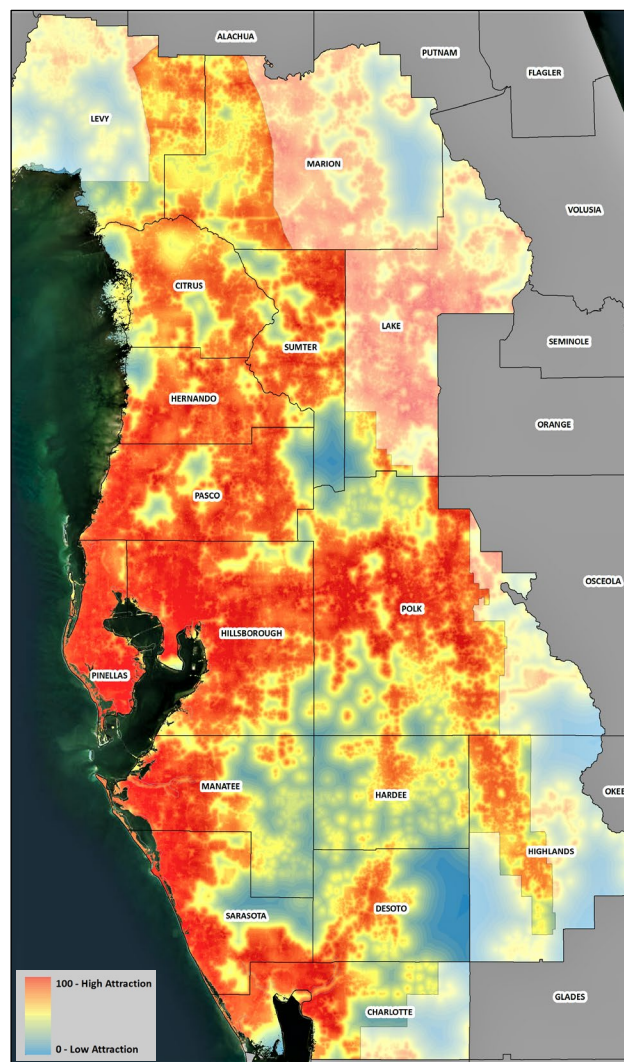 ALACHUA
PUTNAM
FLAGLER
LEVY
MARION
VOLUSIA
CITRUS
LAKE
SUMTER
SEMINOLE
HERNANDO
ORANGE
PASCO
OSCEOLA
POLK
HILLSBOROUGH
PINELLAS
MANATEE
HARDEE
OKEE
HIGHLANDS
DESOTO
SARASOTA
100 - High Attraction
GLADES
CHARLOTTE
0 - Low Attraction